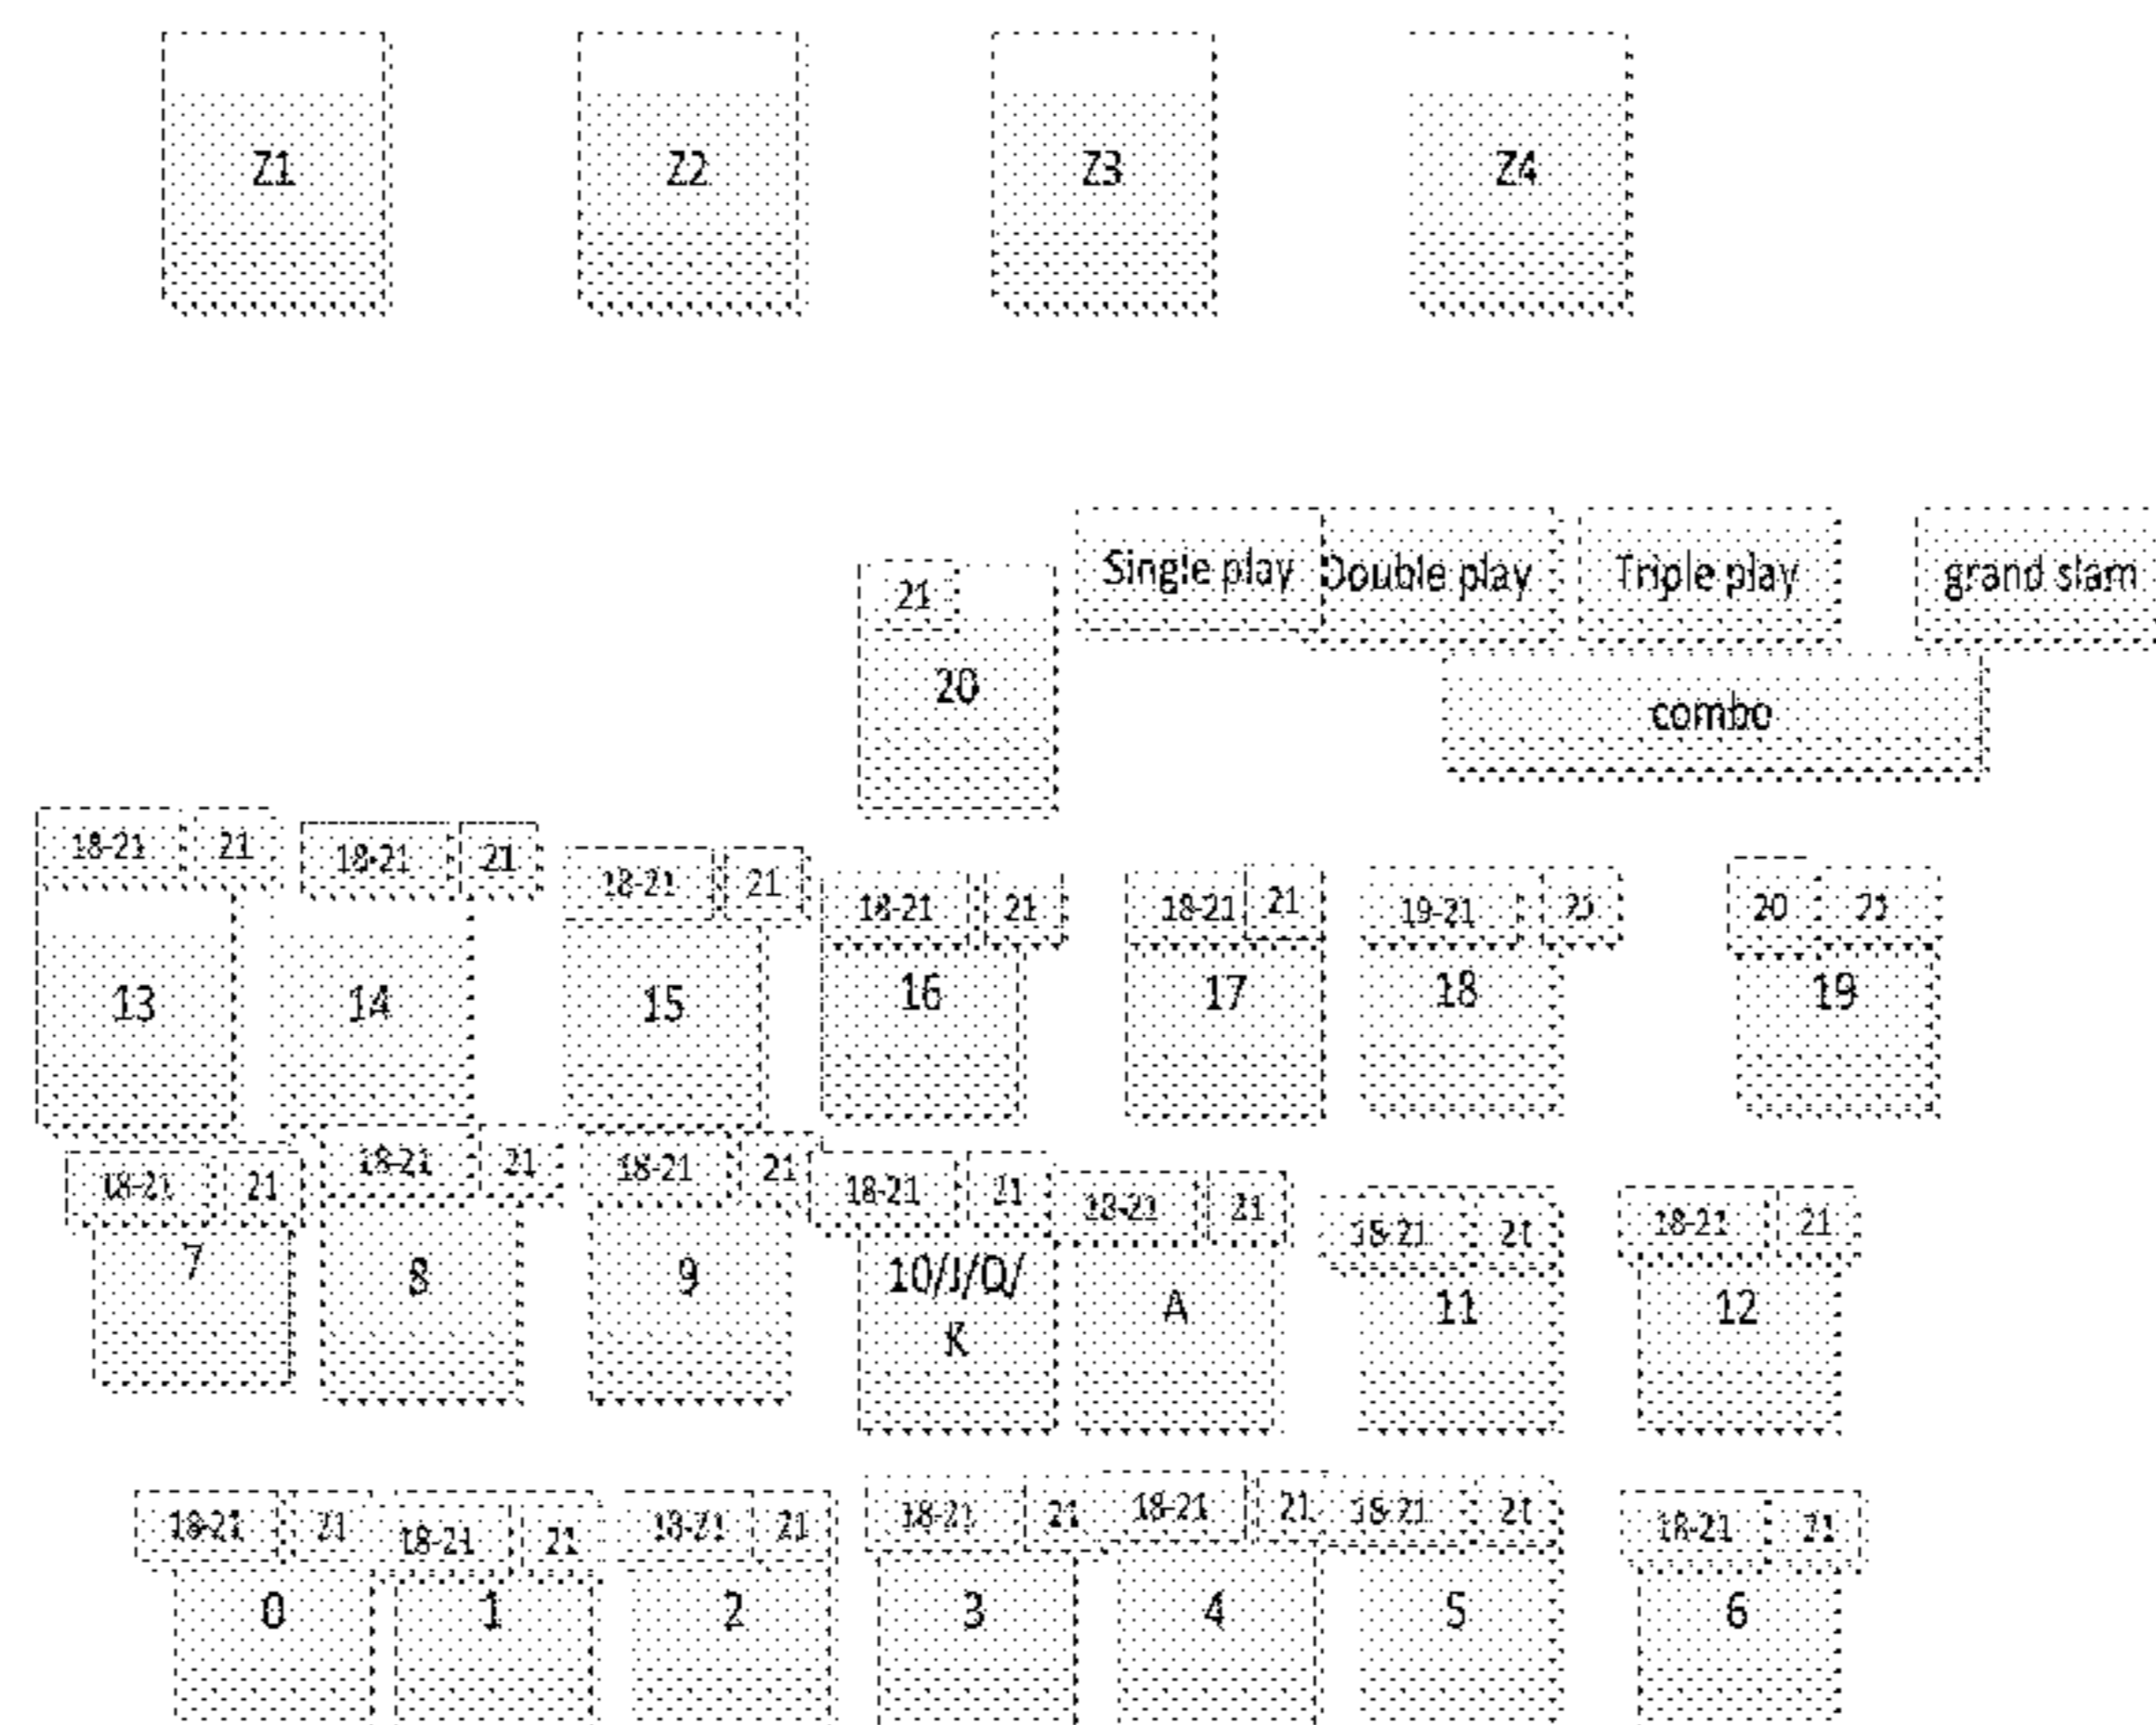 Z1 Z2 Z3 Z4
Single play Double play Triple play grand slam
21
20
combo
18-21 21 18-21 21 18-21 21 18-21 21 18-21 21 19-21 21 20 21
13 14 15 16 17 18 19
18-21 21 18-21 21 18-21 21 18-21 21 18-21 21 18-21 21 18-21 21
7 8 9 10/J/Q/ A 11 12
K
18-21 21 18-21 21 18-21 21 18-21 21 18-21 21 18-21 21 18-21 21
0 1 2 3 4 5 6